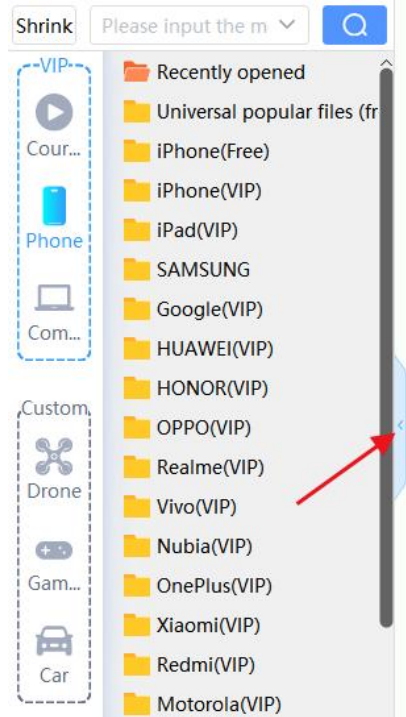 Shrink
Please input the m
VIP
Cour...
Phone
Com...
Custom
Drone
Gam...
Car
Recently opened
Universal popular files (fr
iPhone(Free)
iPhone(VIP)
iPad(VIP)
SAMSUNG
Google(VIP)
HUAWEI(VIP)
HONOR(VIP)
OPPO(VIP)
Realme(VIP)
Vivo(VIP)
Nubia(VIP)
OnePlus(VIP)
Xiaomi(VIP)
Redmi(VIP)
Motorola(VIP)